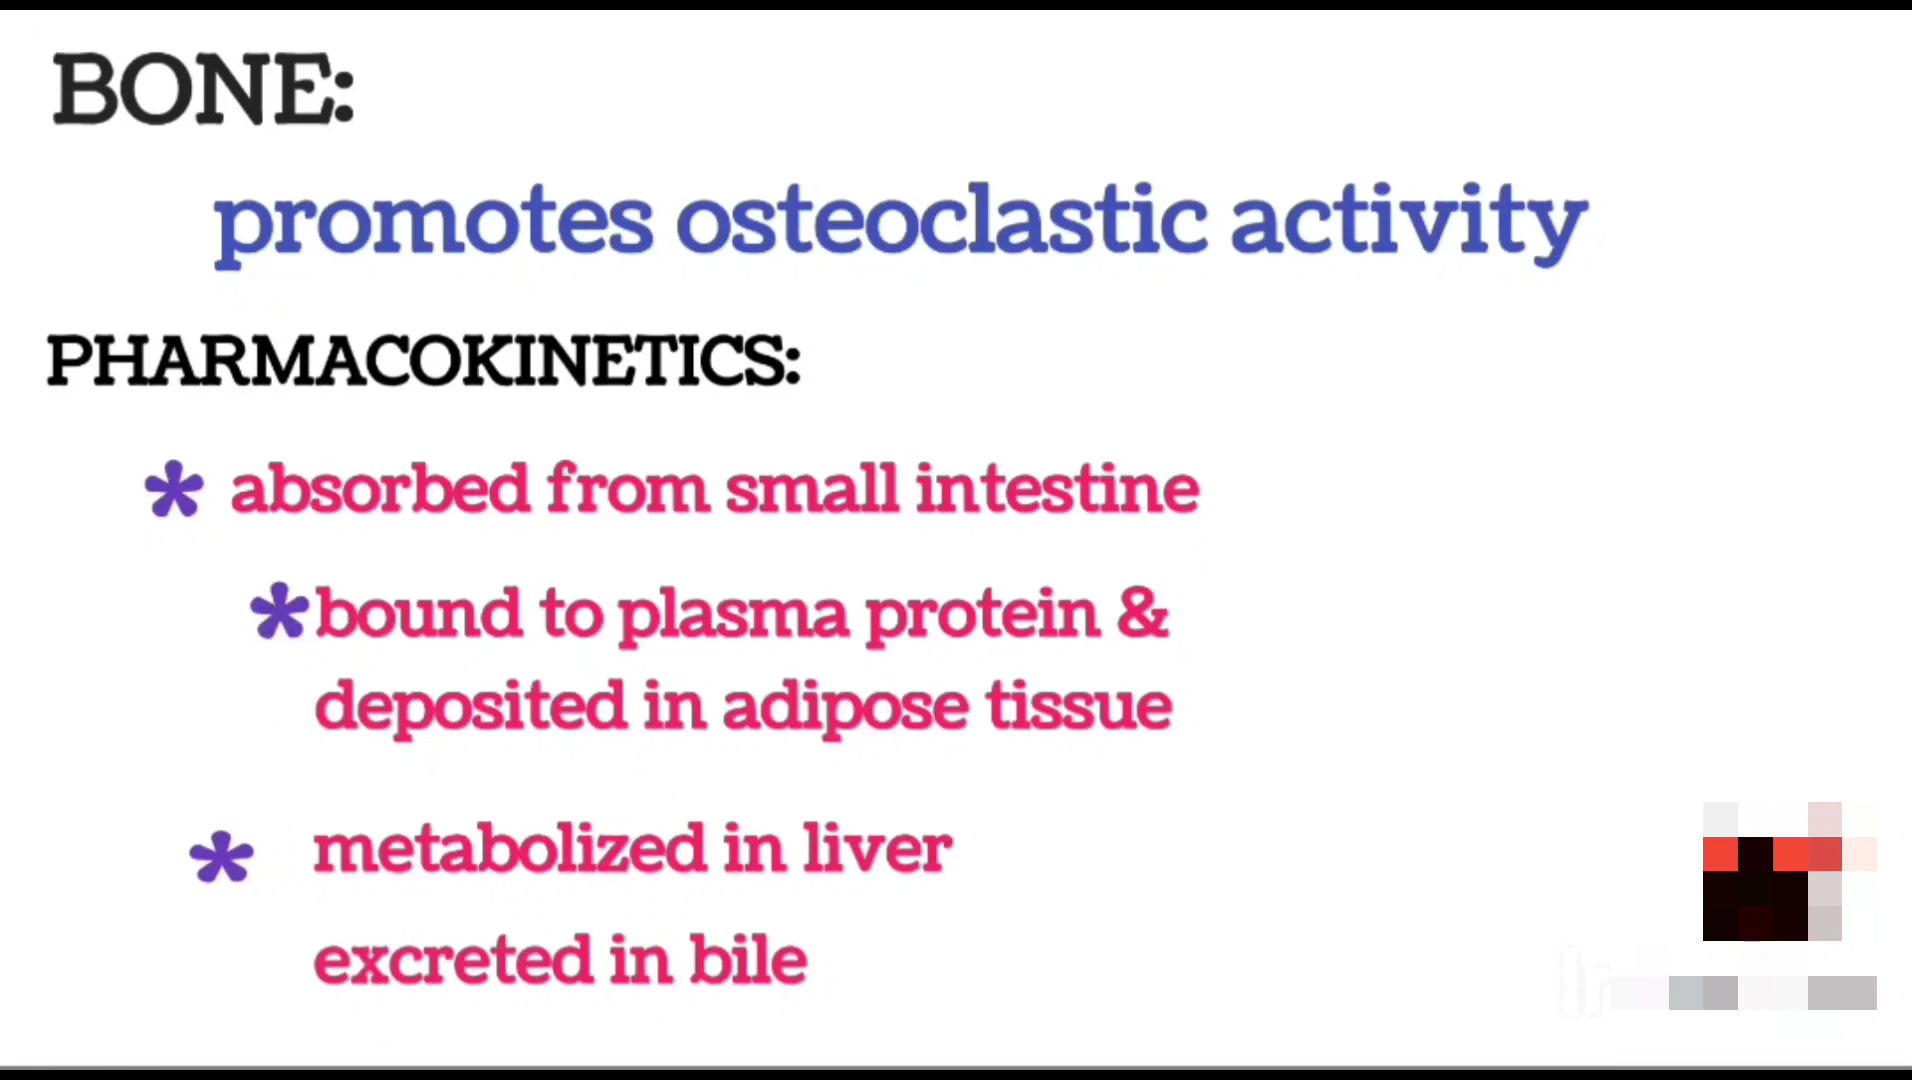 BONE:
promotes osteoclastic activity
PHARMACOKINETICS:
* absorbed from small intestine
* bound to plasma protein &
deposited in adipose tissue
* metabolized in liver
excreted in bile